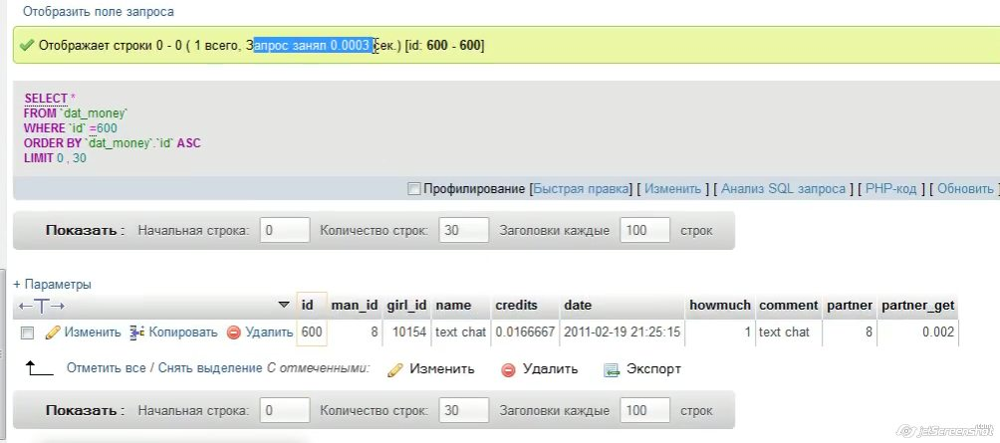 Отобразить поле запроса
Отображает строки 0 - 0 ( 1 всего, Запрос занял 0.0003 сек.) [id: 600 - 600]
SELECT *
FROM `dat_money`
WHERE `id` =600
ORDER BY `dat_money`.`id` ASC
LIMIT 0 , 30
Профилирование [Быстрая правка] [ Изменить ] [ Анализ SQL запроса ] [ PHP-код ] [ Обновить ]
Показать : Начальная строка: 0 Количество строк: 30 Заголовки каждые 100 строк
+ Параметры
←T→ id man_id girl_id name credits date howmuch comment partner partner_get
Изменить Копировать Удалить 600 8 10154 text chat 0.0166667 2011-02-19 21:25:15 1 text chat 8 0.002
Отметить все / Снять выделение С отмеченными: Изменить Удалить Экспорт
Показать : Начальная строка: 0 Количество строк: 30 Заголовки каждые 100 строк
jetScreenshot